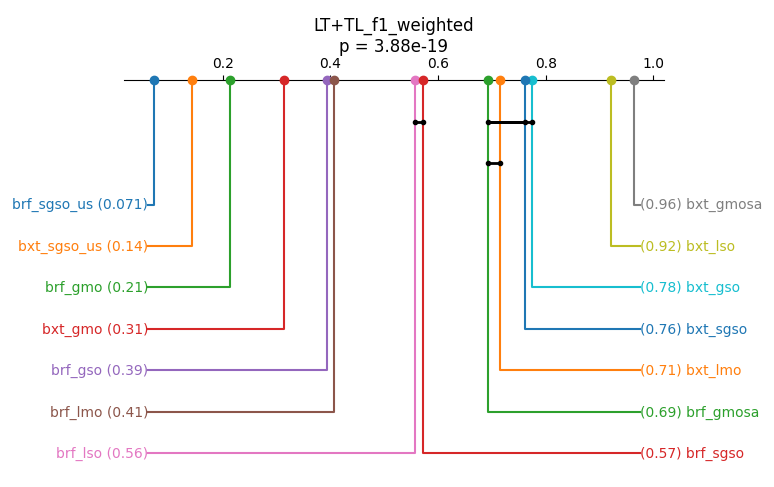 LT+TL_f1_weighted
p = 3.88e-19
0.2 0.4 0.6 0.8 1.0
brf_sgso_us (0.071) (0.96) bxt_gmosa
bxt_sgso_us (0.14) (0.92) bxt_lso
brf_gmo (0.21) (0.78) bxt_gso
bxt_gmo (0.31) (0.76) bxt_sgso
brf_gso (0.39) (0.71) bxt_lmo
brf_lmo (0.41) (0.69) brf_gmosa
brf_lso (0.56) (0.57) brf_sgso